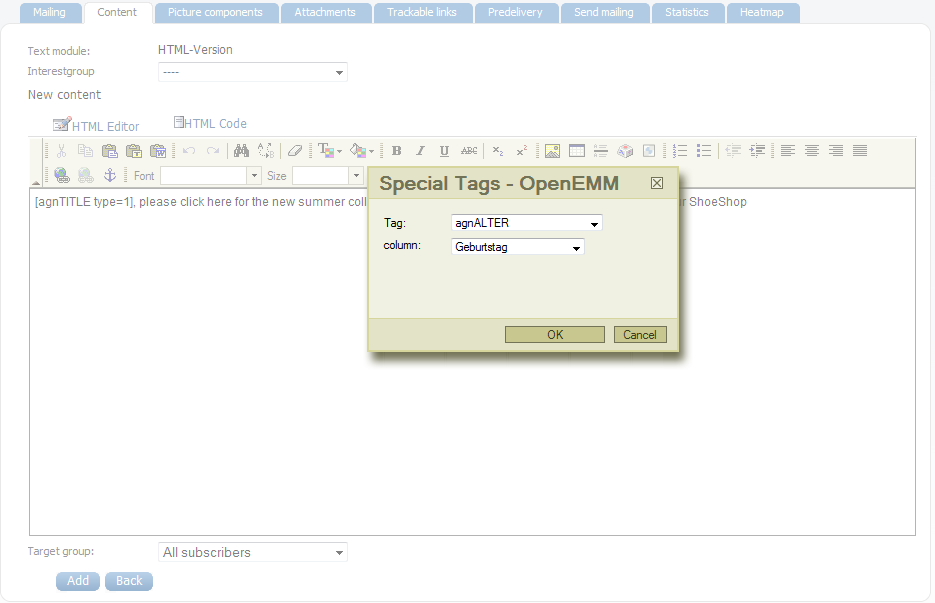 Mailing Content Picture components Attachments Trackable links Predelivery Send mailing Statistics Heatmap
Text module: HTML-Version
Interestgroup ----
New content
HTML Editor HTML Code
B I U ABC
Font Size
[agnTITLE type=1], please click here for the new summer coll r ShoeShop
Special Tags - OpenEMM
Tag: agnALTER
column: Geburtstag
OK Cancel
Target group: All subscribers
Add Back